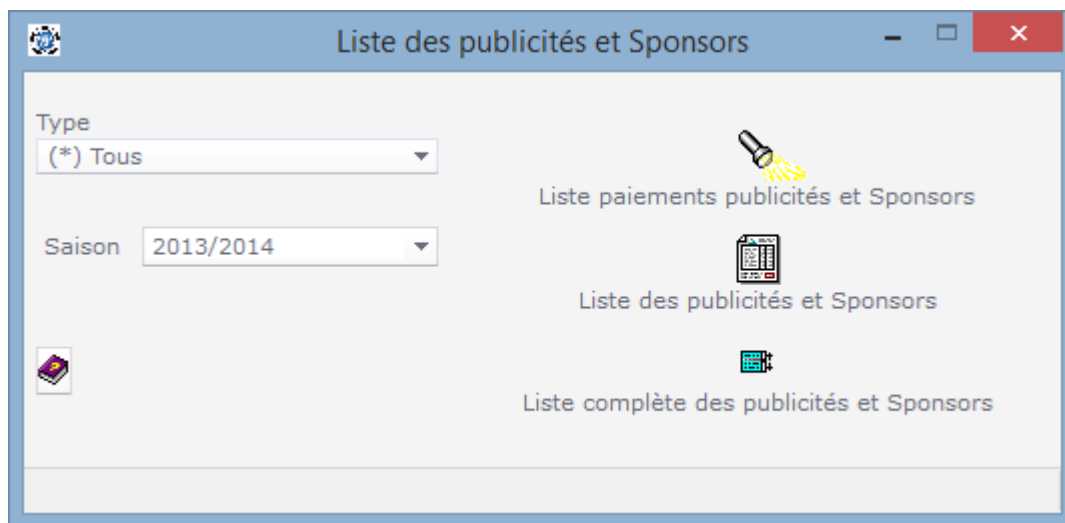 Liste des publicités et Sponsors
Type
(*) Tous
Liste paiements publicités et Sponsors
Saison 2013/2014
Liste des publicités et Sponsors
Liste complète des publicités et Sponsors